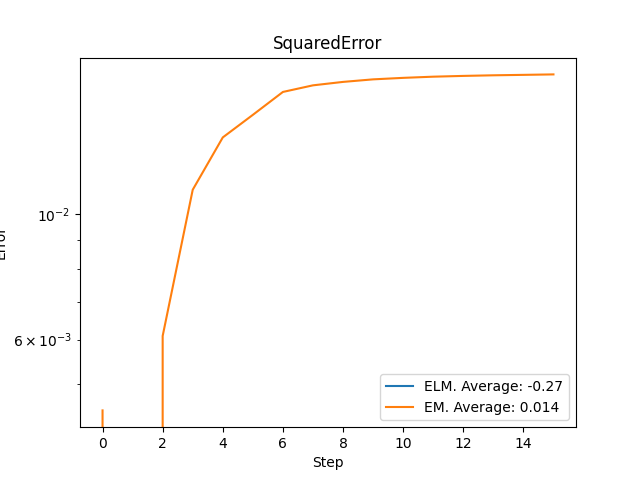 SquaredError
Error
10⁻²
6 × 10⁻³
ELM. Average: -0.27
EM. Average: 0.014
0 2 4 6 8 10 12 14
Step